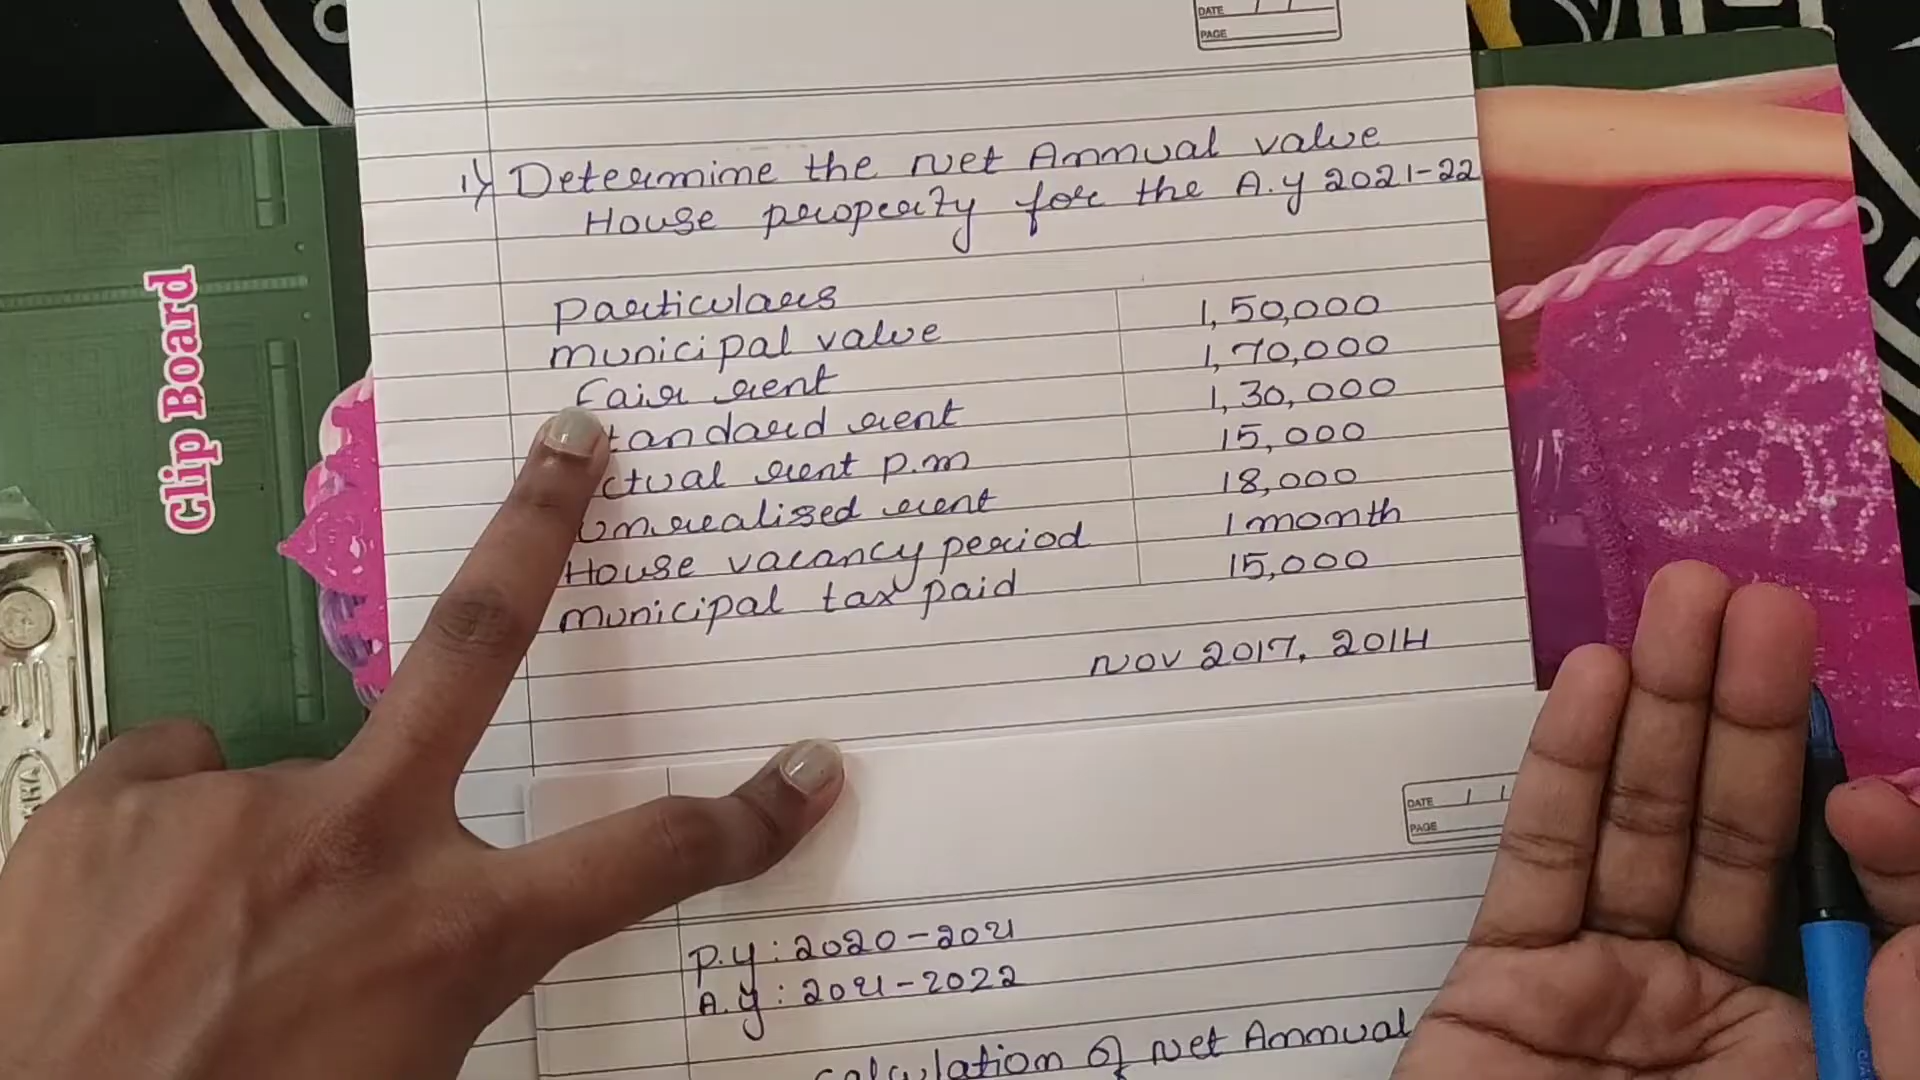 DATE / /
PAGE
1) Determine the Net Annual value
House property for the A.Y 2021-22
Particulars
municipal value 1,50,000
Fair rent 1,70,000
tandard rent 1,30,000
ctual rent p.m 15,000
unrealised rent 18,000
House vacancy period 1 month
municipal tax paid 15,000
NOV 2017, 2014
DATE / /
PAGE
P.Y : 2020-2021
A.Y : 2021-2022
calculation of Net Annual
Clip Board